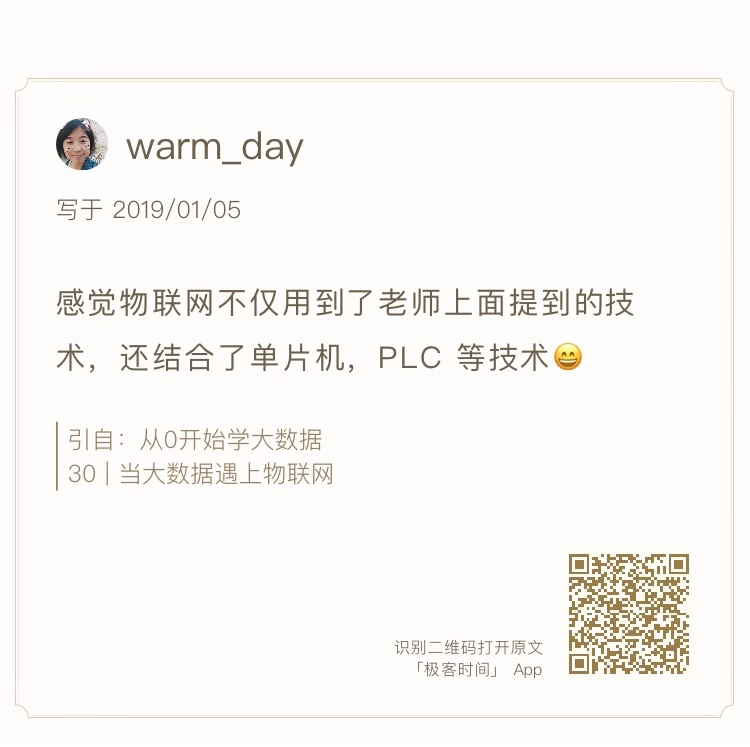 warm_day
写于 2019/01/05
感觉物联网不仅用到了老师上面提到的技
术，还结合了单片机，PLC 等技术😄
引自：从0开始学大数据
30 | 当大数据遇上物联网
识别二维码打开原文
「极客时间」 App